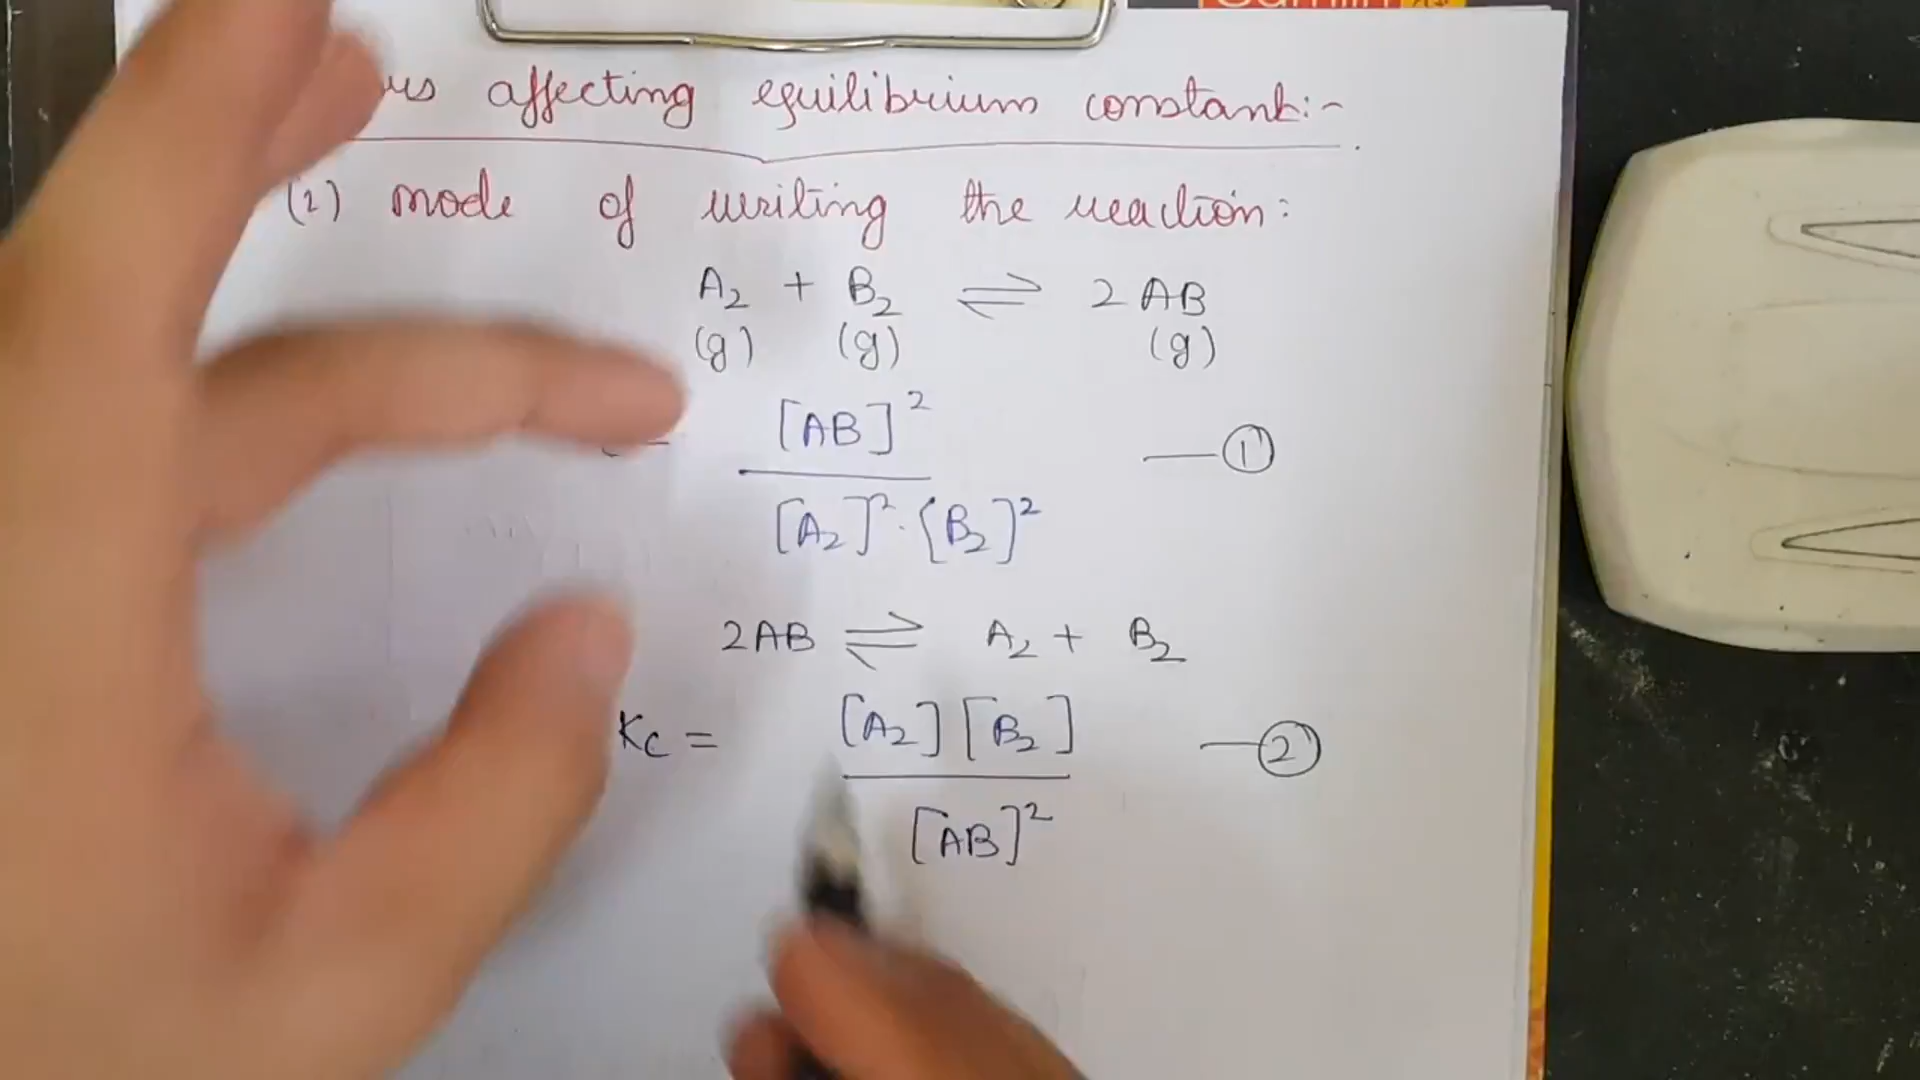 affecting equilibrium constant:-
(2) mode of writing the reaction:
A₂ + B₂ ⇌ 2AB
(g) (g) (g)
[AB]² —①
[A₂]² · [B₂]²
2AB ⇌ A₂ + B₂
Kc = [A₂] [B₂] —②
[AB]²